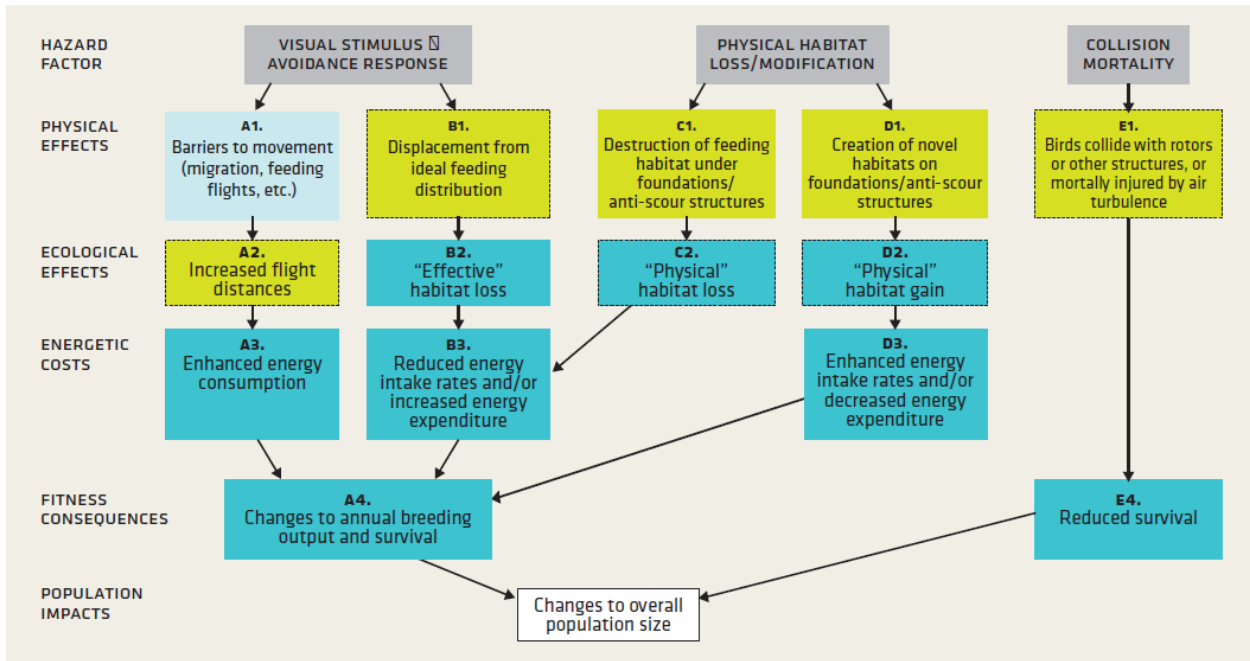 HAZARD
FACTOR
VISUAL STIMULUS
AVOIDANCE RESPONSE
PHYSICAL HABITAT
LOSS/MODIFICATION
COLLISION
MORTALITY
PHYSICAL
EFFECTS
A1.
Barriers to movement
(migration, feeding
flights, etc.)
B1.
Displacement from
ideal feeding
distribution
C1.
Destruction of feeding
habitat under
foundations/
anti-scour structures
D1.
Creation of novel
habitats on
foundations/anti-scour
structures
E1.
Birds collide with rotors
or other structures, or
mortally injured by air
turbulence
ECOLOGICAL
EFFECTS
A2.
Increased flight
distances
B2.
“Effective”
habitat loss
C2.
“Physical”
habitat loss
D2.
“Physical”
habitat gain
ENERGETIC
COSTS
A3.
Enhanced energy
consumption
B3.
Reduced energy
intake rates and/or
increased energy
expenditure
D3.
Enhanced energy
intake rates and/or
decreased energy
expenditure
FITNESS
CONSEQUENCES
A4.
Changes to annual breeding
output and survival
E4.
Reduced survival
POPULATION
IMPACTS
Changes to overall
population size